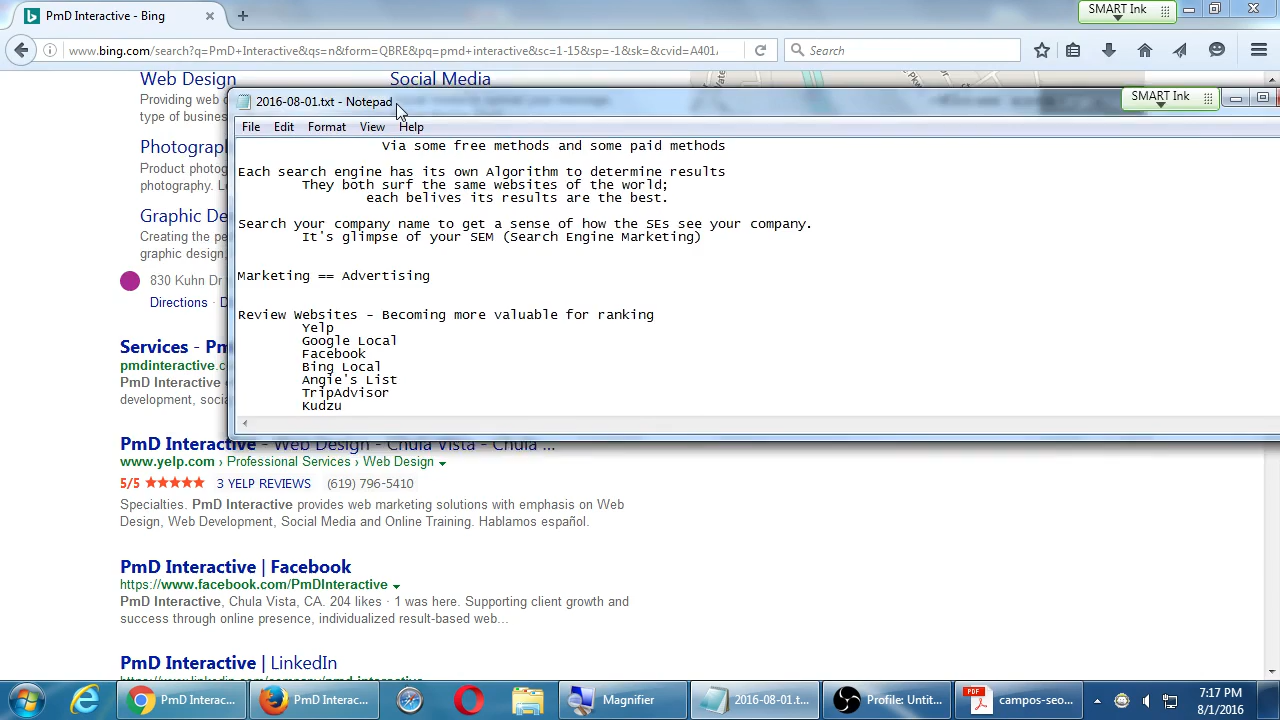 PmD Interactive - Bing
SMART Ink
www.bing.com/search?q=PmD+Interactive&qs=n&form=QBRE&pq=pmd+interactive&sc=1-15&sp=-1&sk=&cvid=A401A
Search
Web Design
Social Media
Providing web
type of busines
2016-08-01.txt - Notepad
SMART Ink
File Edit Format View Help
Via some free methods and some paid methods
Photograp
Product photog
photography. L
Each search engine has its own Algorithm to determine results
They both surf the same websites of the world;
each belives its results are the best.
Graphic De
Creating the pe
graphic design,
Search your company name to get a sense of how the SEs see your company.
It's glimpse of your SEM (Search Engine Marketing)
Marketing == Advertising
830 Kuhn Dr
Directions · D
Review Websites - Becoming more valuable for ranking
Yelp
Google Local
Facebook
Bing Local
Angie's List
TripAdvisor
Kudzu
Services - Pm
pmdinteractive.c
PmD Interactive
development, socia
PmD Interactive - Web Design - Chula Vista - Chula ...
www.yelp.com › Professional Services › Web Design
5/5 3 YELP REVIEWS (619) 796-5410
Specialties. PmD Interactive provides web marketing solutions with emphasis on Web
Design, Web Development, Social Media and Online Training. Hablamos español.
PmD Interactive | Facebook
https://www.facebook.com/PmDInteractive
PmD Interactive, Chula Vista, CA. 204 likes · 1 was here. Supporting client growth and
success through online presence, individualized result-based web...
PmD Interactive | LinkedIn
PmD Interac...
PmD Interac...
Magnifier
2016-08-01.t...
Profile: Untit...
campos-seo...
7:17 PM
8/1/2016